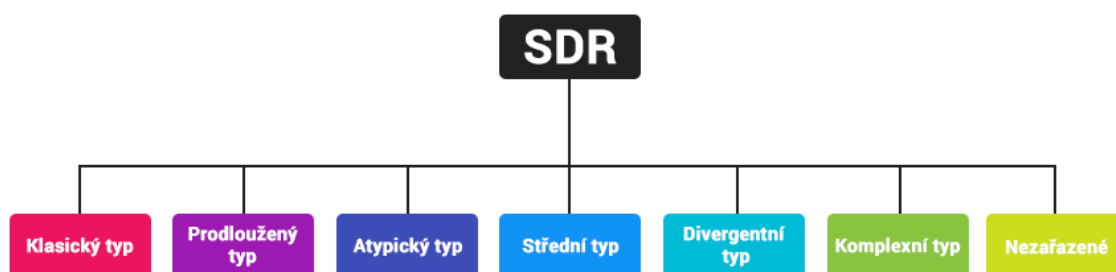 SDR
Klasický typ
Prodloužený
typ
Atypický typ
Střední typ
Divergentní
typ
Komplexní typ
Nezařazené